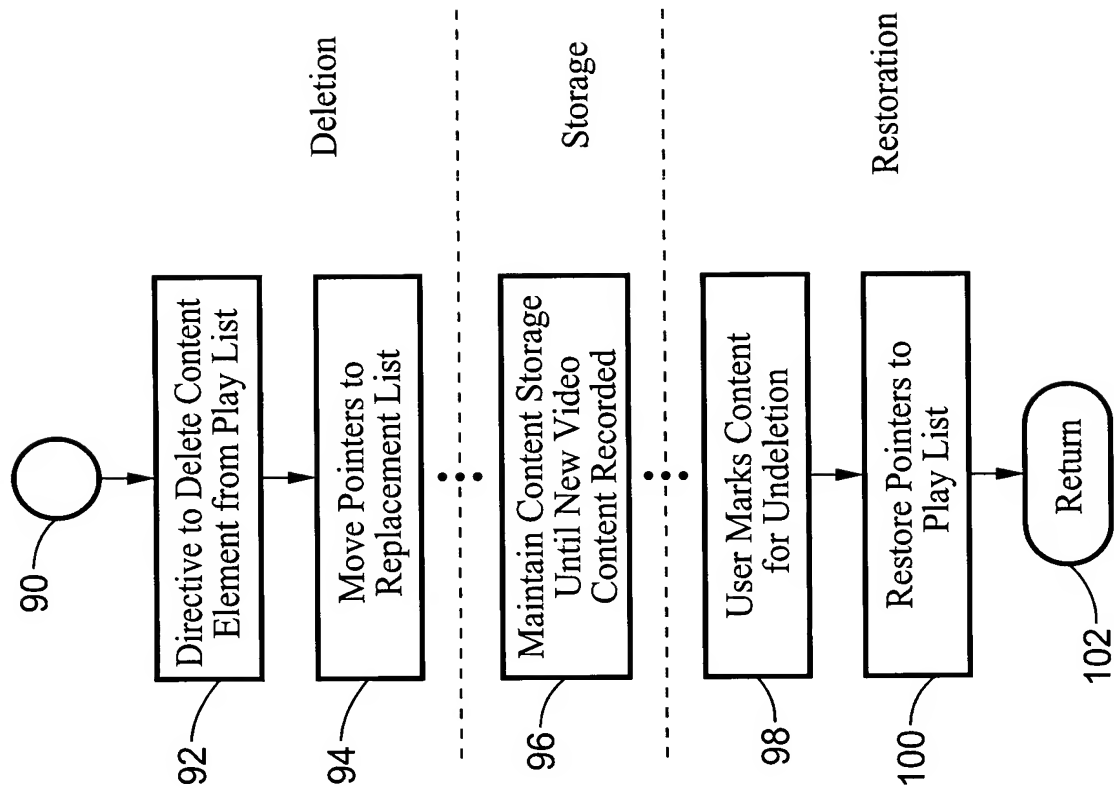 90
92
Directive to Delete Content
Element from Play List
Deletion
94
Move Pointers to
Replacement List
96
Maintain Content Storage
Until New Video
Content Recorded
Storage
98
User Marks Content
for Undeletion
Restoration
100
Restore Pointers to
Play List
102
Return